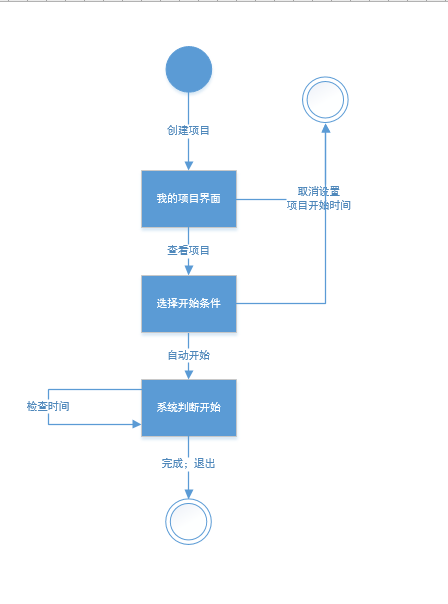 创建项目
我的项目界面
取消设置
项目开始时间
查看项目
选择开始条件
自动开始
系统判断开始
检查时间
完成；退出